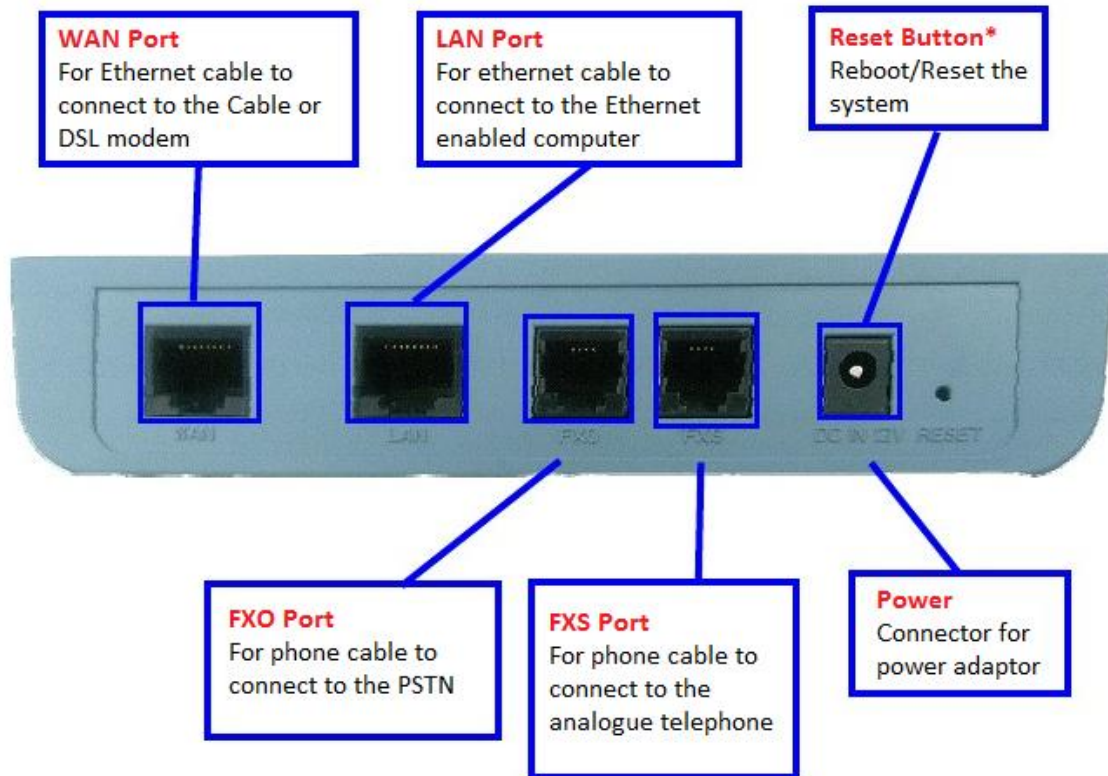 WAN Port
For Ethernet cable to
connect to the Cable or
DSL modem
LAN Port
For ethernet cable to
connect to the Ethernet
enabled computer
Reset Button*
Reboot/Reset the
system
WAN
LAN
FXO
FXS
DC IN 12V
RESET
FXO Port
For phone cable to
connect to the PSTN
FXS Port
For phone cable to
connect to the
analogue telephone
Power
Connector for
power adaptor